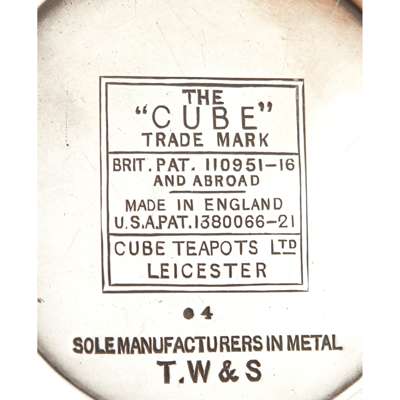 THE
"CUBE"
TRADE MARK
BRIT. PAT. 110951-16
AND ABROAD
MADE IN ENGLAND
U.S.A.PAT.1380066-21
CUBE TEAPOTS LTD
LEICESTER
4
SOLE MANUFACTURERS IN METAL
T.W & S